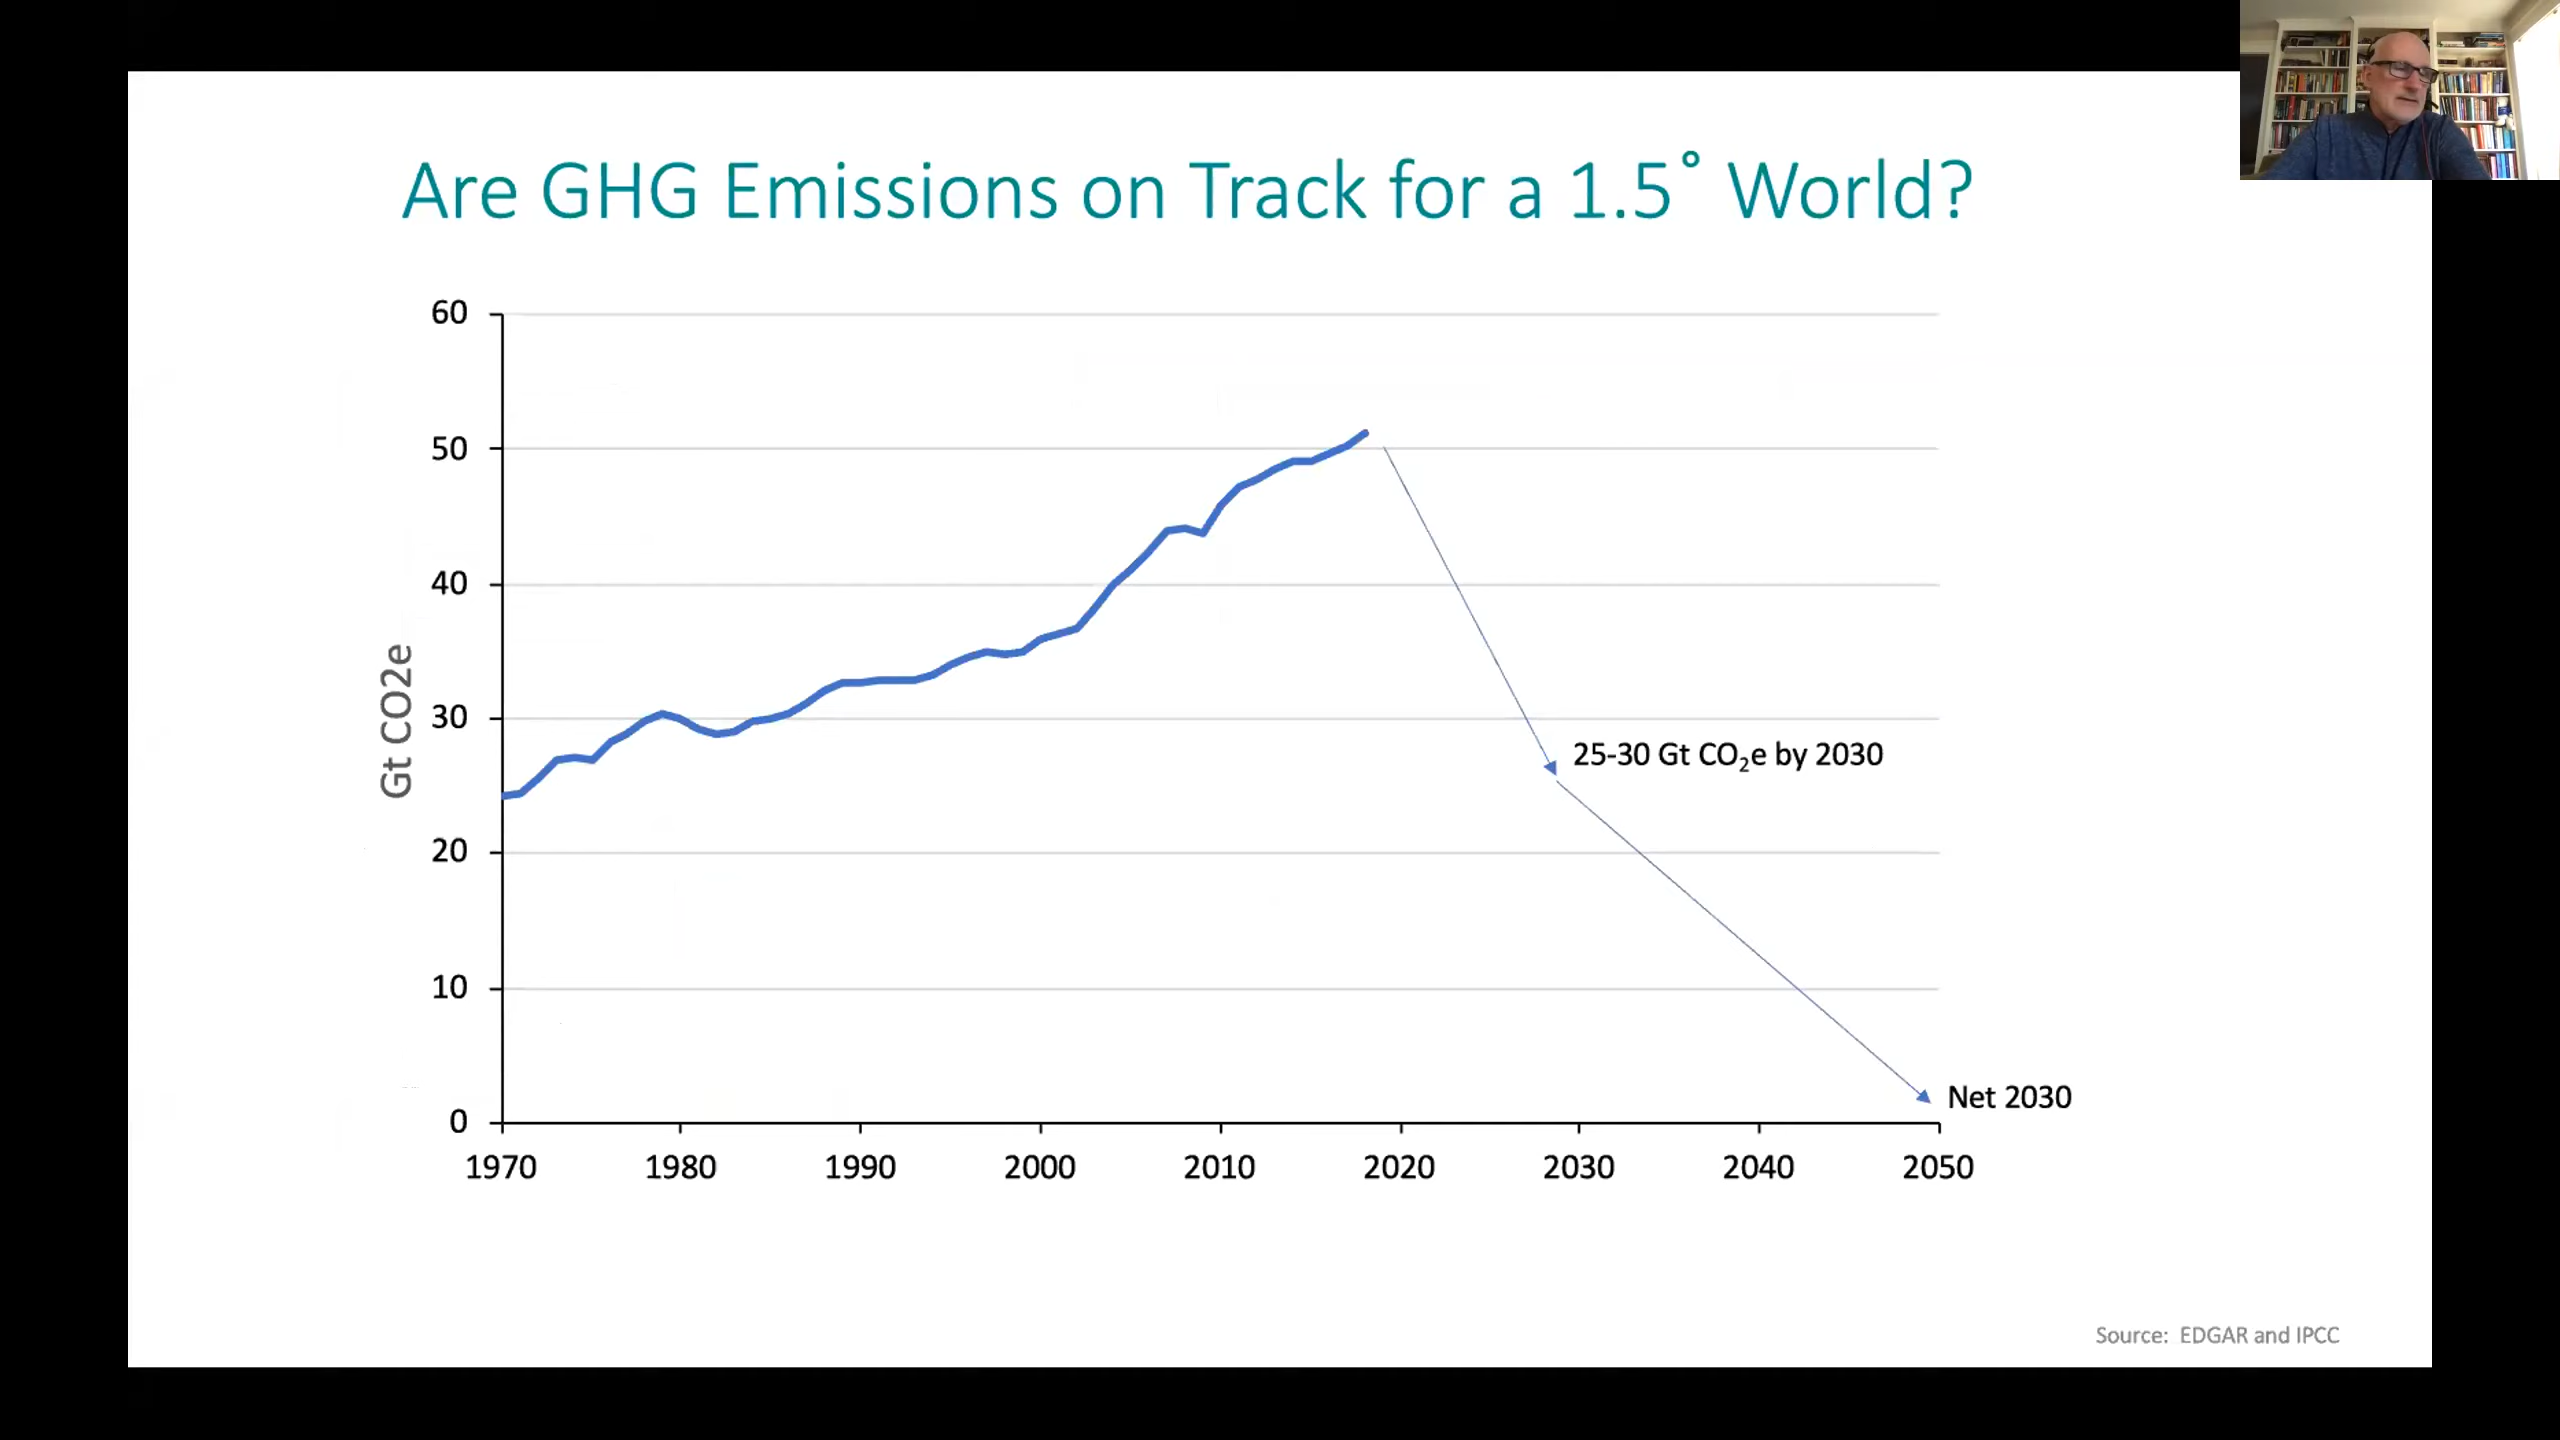 Are GHG Emissions on Track for a 1.5˚ World?
60
50
40
30
20
10
0
Gt CO2e
25-30 Gt CO₂e by 2030
Net 2030
1970 1980 1990 2000 2010 2020 2030 2040 2050
Source: EDGAR and IPCC